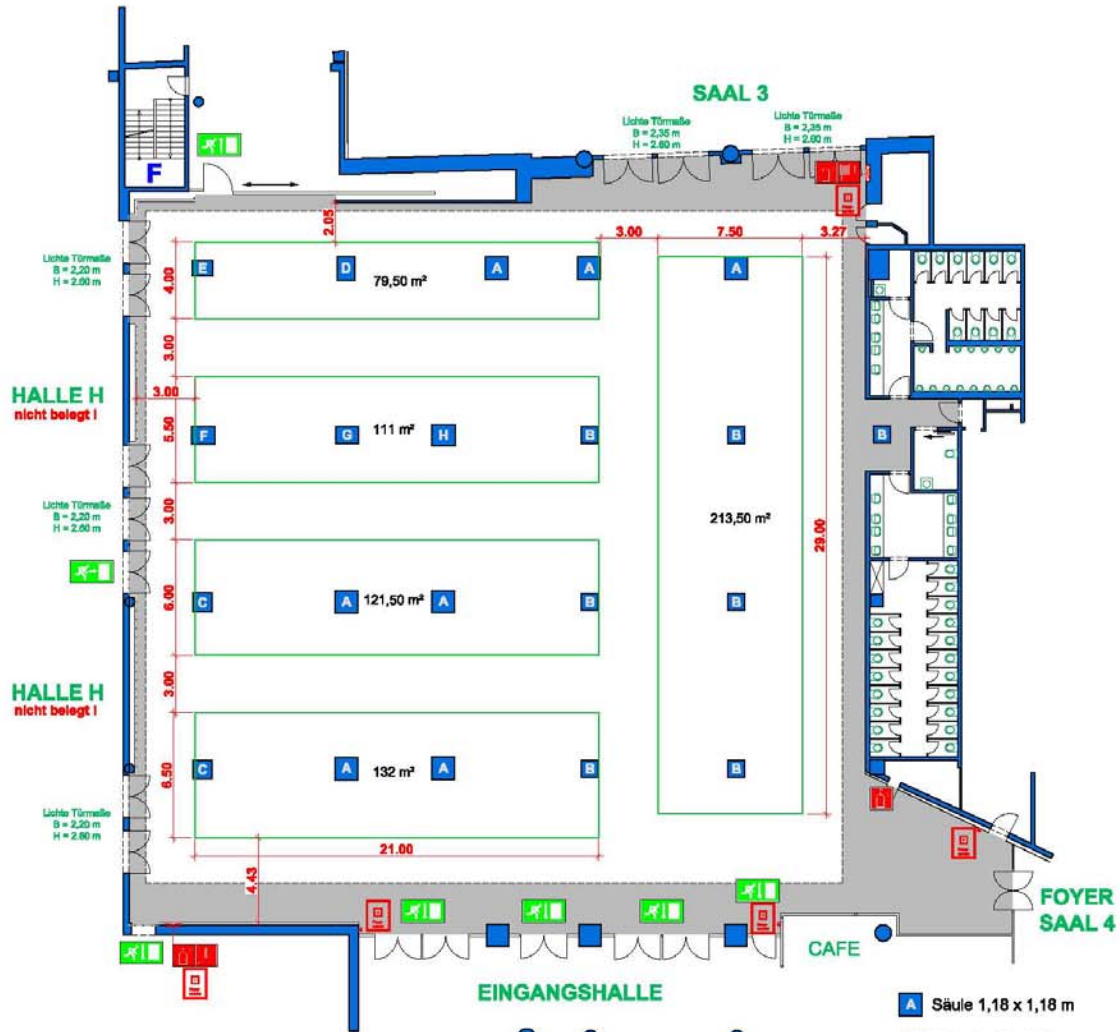 SAAL 3
Lichte Türmaße
B = 2,35 m
H = 2.60 m
Lichte Türmaße
B = 2,35 m
H = 2.60 m
F
2.05
3.00
7.50
3.27
Lichte Türmaße
B = 2,20 m
H = 2.60 m
4.00
E
D
A
A
A
79,50 m²
3.00
HALLE H
nicht belegt !
3.00
5.50
F
G
111 m²
H
B
B
B
Lichte Türmaße
B = 2,20 m
H = 2.60 m
3.00
213,50 m²
29.00
6.00
C
A
121,50 m²
A
B
B
HALLE H
nicht belegt !
3.00
6.50
C
A
132 m²
A
B
B
Lichte Türmaße
B = 2,20 m
H = 2.60 m
21.00
4.43
FOYER
SAAL 4
CAFE
EINGANGSHALLE
A Säule 1,18 x 1,18 m